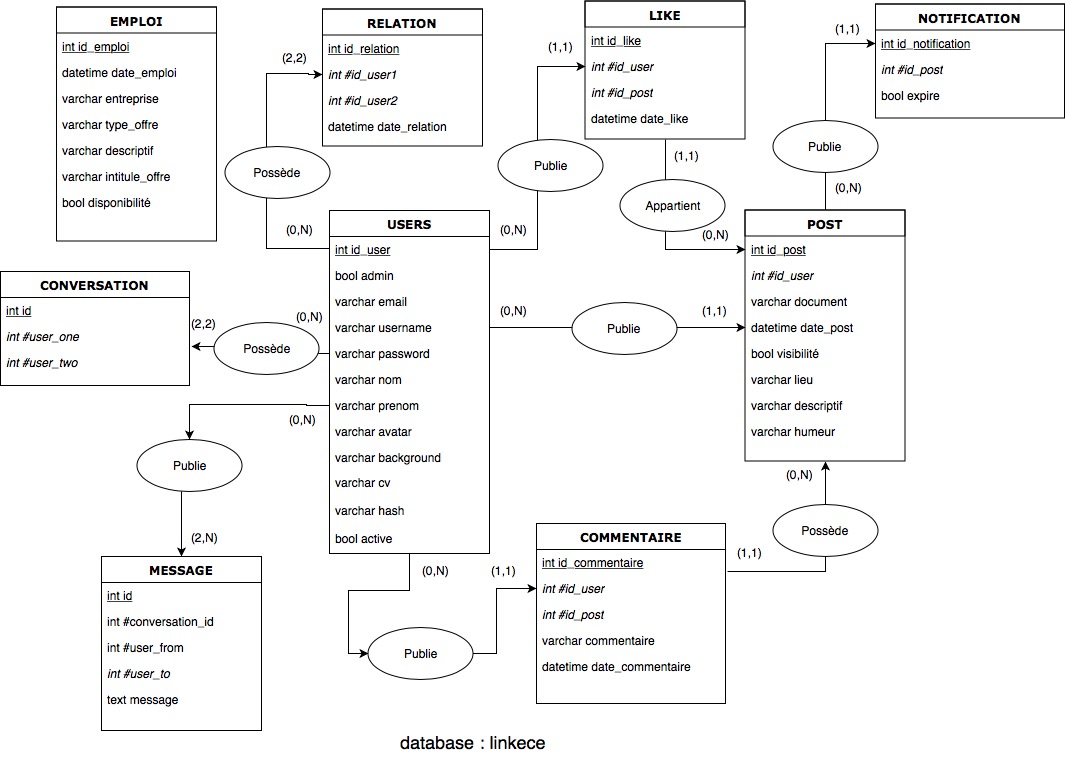 EMPLOI
int id_emploi
datetime date_emploi
varchar entreprise
varchar type_offre
varchar descriptif
varchar intitule_offre
bool disponibilité
RELATION
int id_relation
int #id_user1
int #id_user2
datetime date_relation
LIKE
int id_like
int #id_user
int #id_post
datetime date_like
NOTIFICATION
int id_notification
int #id_post
bool expire
(2,2)
Possède
(0,N)
(1,1)
Publie
(0,N)
(1,1)
Appartient
(0,N)
(1,1)
Publie
(0,N)
USERS
int id_user
bool admin
varchar email
varchar username
varchar password
varchar nom
varchar prenom
varchar avatar
varchar background
varchar cv
varchar hash
bool active
POST
int id_post
int #id_user
varchar document
datetime date_post
bool visibilité
varchar lieu
varchar descriptif
varchar humeur
CONVERSATION
int id
int #user_one
int #user_two
(2,2)
Possède
(0,N)
(0,N)
Publie
(1,1)
(0,N)
Publie
(2,N)
MESSAGE
int id
int #conversation_id
int #user_from
int #user_to
text message
(0,N)
Publie
(1,1)
COMMENTAIRE
int id_commentaire
int #id_user
int #id_post
varchar commentaire
datetime date_commentaire
(0,N)
Possède
(1,1)
database : linkece